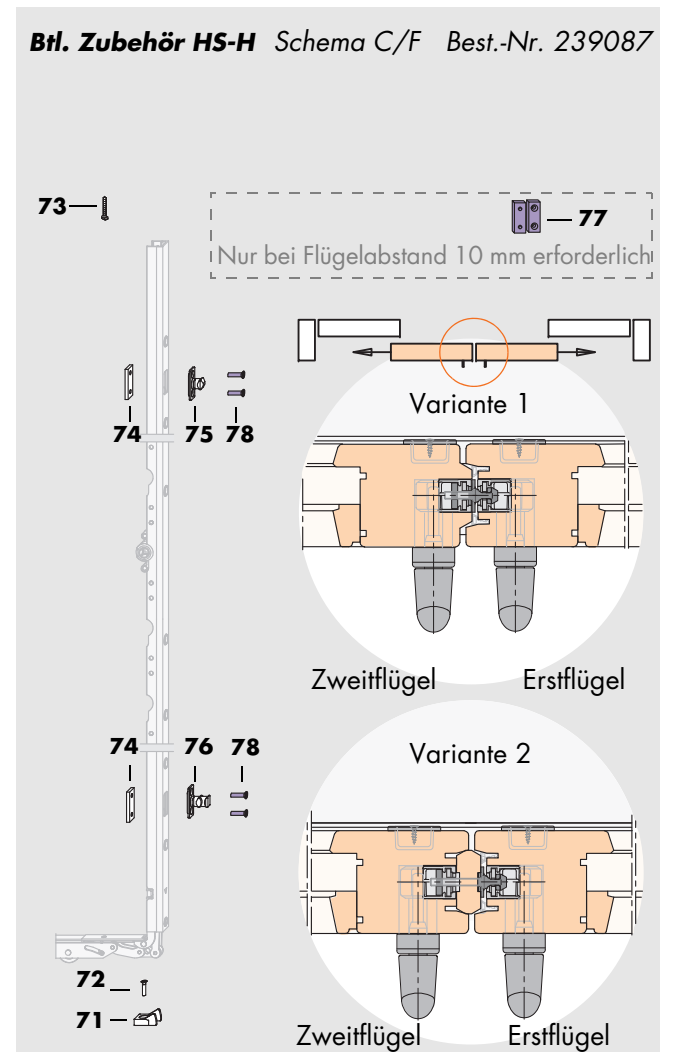 Btl. Zubehör HS-H Schema C/F Best.-Nr. 239087
73
77
Nur bei Flügelabstand 10 mm erforderlich
Variante 1
74 75 78
Zweitflügel Erstflügel
74 76 78
Variante 2
72
71
Zweitflügel Erstflügel